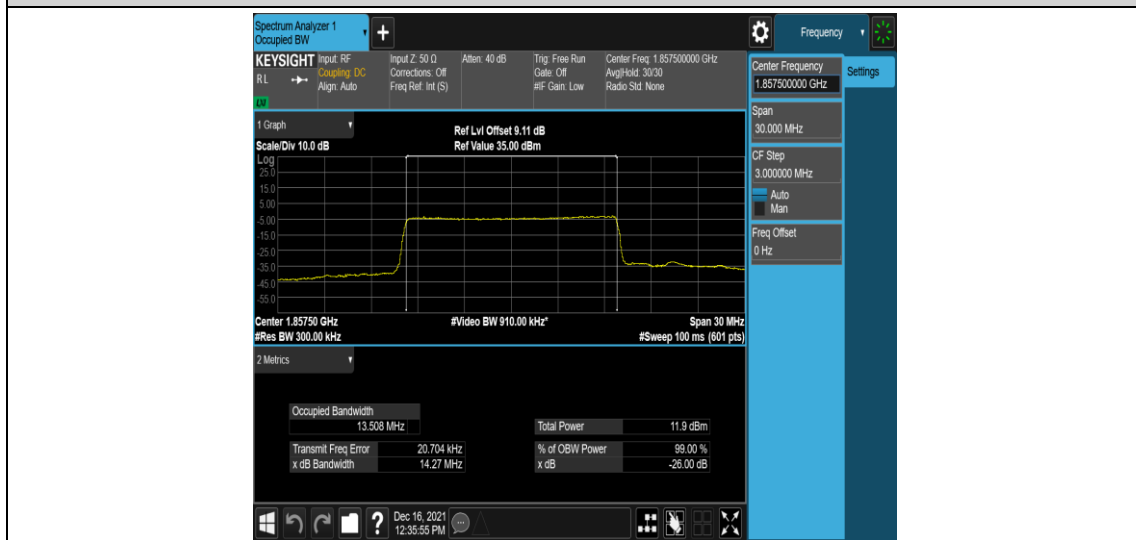 Spectrum Analyzer 1
Occupied BW
Frequency
KEYSIGHT
RL
LXI
Input: RF
Coupling: DC
Align: Auto
Input Z: 50 Ω
Corrections: Off
Freq Ref: Int (S)
Atten: 40 dB
Trig: Free Run
Gate: Off
#IF Gain: Low
Center Freq: 1.857500000 GHz
Avg|Hold: 30/30
Radio Std: None
Center Frequency
1.857500000 GHz
Settings
Span
30.000 MHz
CF Step
3.000000 MHz
Auto
Man
Freq Offset
0 Hz
1 Graph
Scale/Div 10.0 dB
Ref Lvl Offset 9.11 dB
Ref Value 35.00 dBm
Log
25.0
15.0
5.00
-5.00
-15.0
-25.0
-35.0
-45.0
-55.0
Center 1.85750 GHz
#Video BW 910.00 kHz*
Span 30 MHz
#Res BW 300.00 kHz
#Sweep 100 ms (601 pts)
2 Metrics
Occupied Bandwidth
13.508 MHz
Total Power 11.9 dBm
Transmit Freq Error 20.704 kHz
% of OBW Power 99.00 %
x dB Bandwidth 14.27 MHz
x dB -26.00 dB
?
Dec 16, 2021
12:35:55 PM